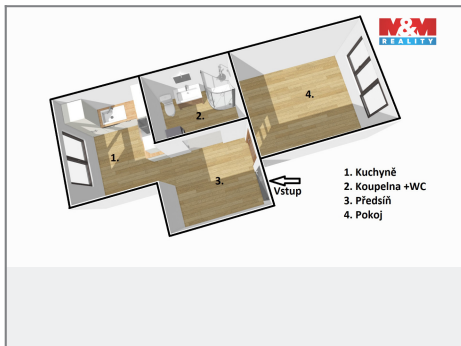 M&M
REALITY
4.
2.
1.
3.
Vstup
1. Kuchyně
2. Koupelna +WC
3. Předsíň
4. Pokoj